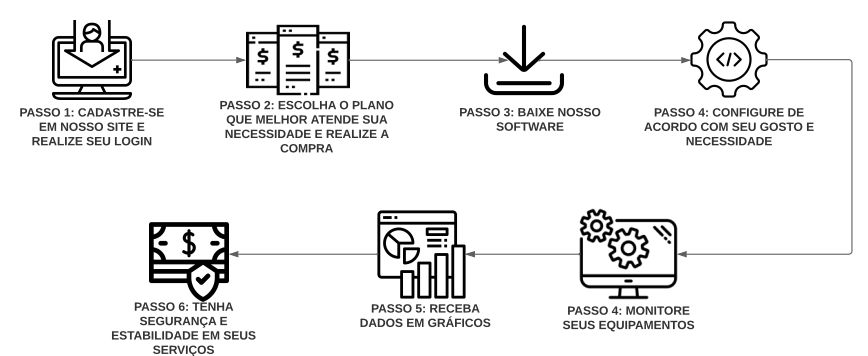 PASSO 1: CADASTRE-SE
EM NOSSO SITE E
REALIZE SEU LOGIN
PASSO 2: ESCOLHA O PLANO
QUE MELHOR ATENDE SUA
NECESSIDADE E REALIZE A
COMPRA
PASSO 3: BAIXE NOSSO
SOFTWARE
PASSO 4: CONFIGURE DE
ACORDO COM SEU GOSTO E
NECESSIDADE
PASSO 4: MONITORE
SEUS EQUIPAMENTOS
PASSO 5: RECEBA
DADOS EM GRÁFICOS
PASSO 6: TENHA
SEGURANÇA E
ESTABILIDADE EM SEUS
SERVIÇOS